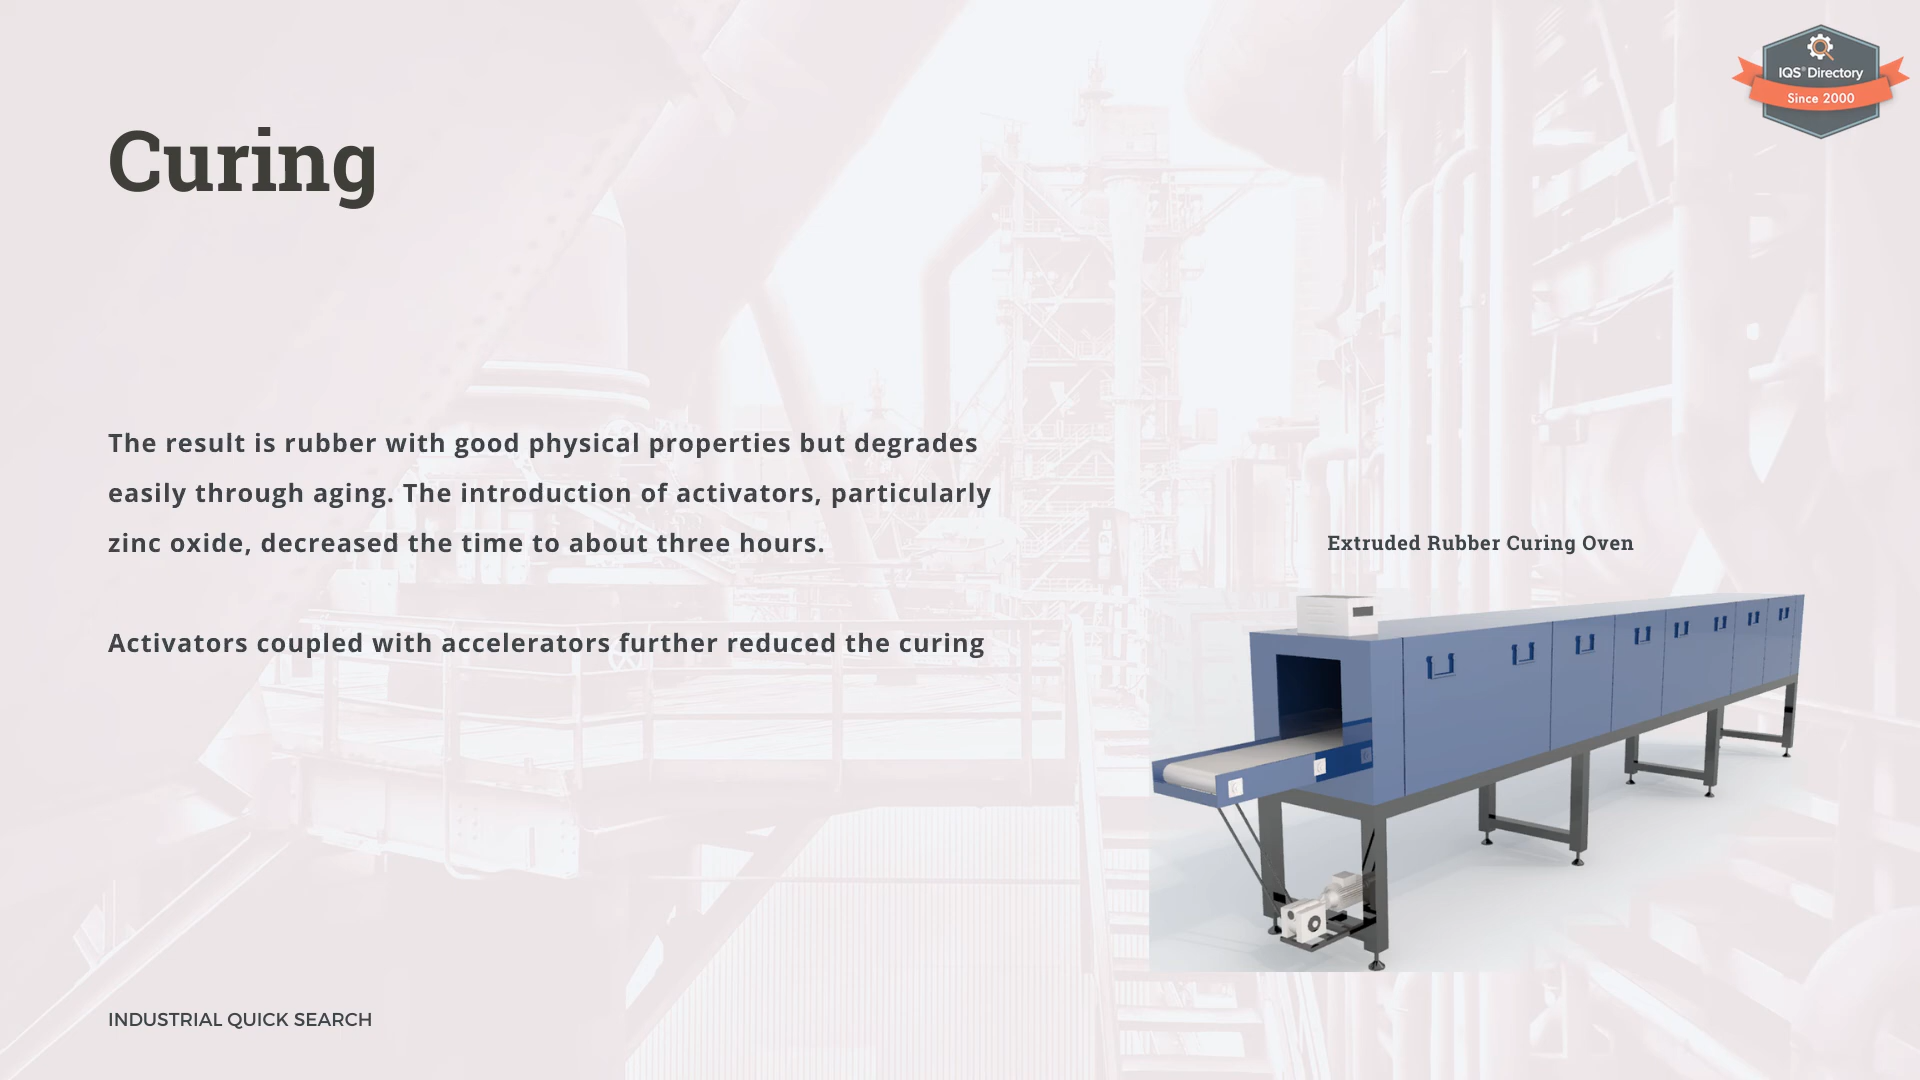 IQS® Directory
Since 2000
Curing
The result is rubber with good physical properties but degrades
easily through aging. The introduction of activators, particularly
zinc oxide, decreased the time to about three hours.
Activators coupled with accelerators further reduced the curing
Extruded Rubber Curing Oven
INDUSTRIAL QUICK SEARCH